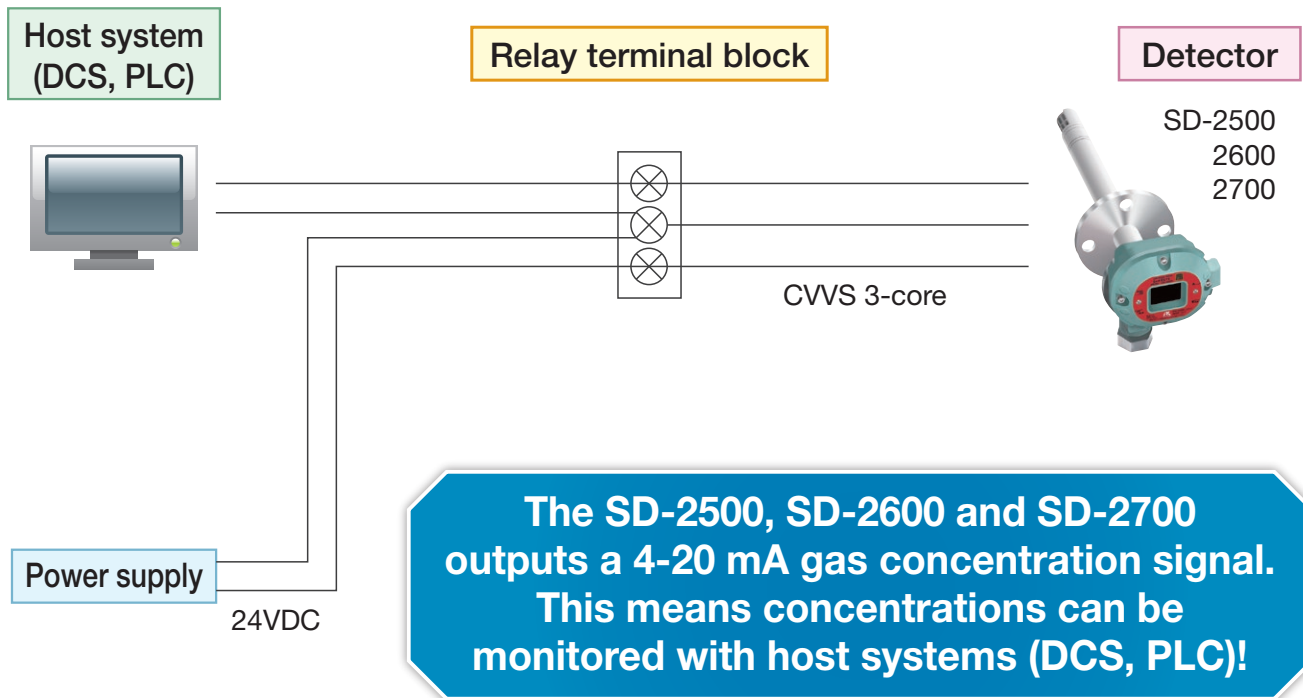 Host system
(DCS, PLC)
Relay terminal block
Detector
SD-2500
2600
2700
CVVS 3-core
Power supply
24VDC
The SD-2500, SD-2600 and SD-2700
outputs a 4-20 mA gas concentration signal.
This means concentrations can be
monitored with host systems (DCS, PLC)!